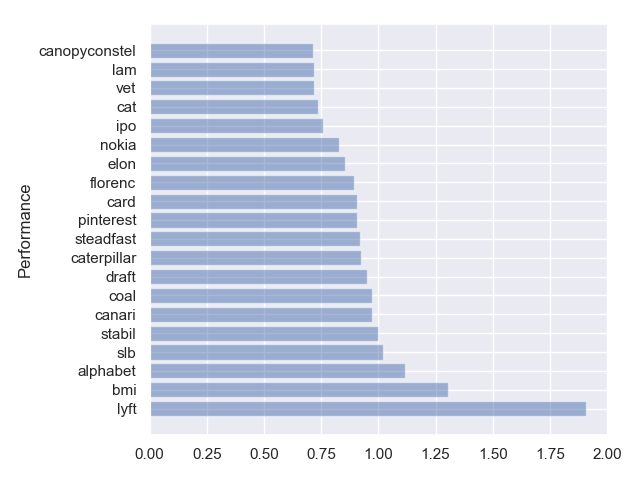 canopyconstel
lam
vet
cat
ipo
nokia
elon
florenc
card
pinterest
steadfast
caterpillar
draft
coal
canari
stabil
slb
alphabet
bmi
lyft
Performance
0.00 0.25 0.50 0.75 1.00 1.25 1.50 1.75 2.00